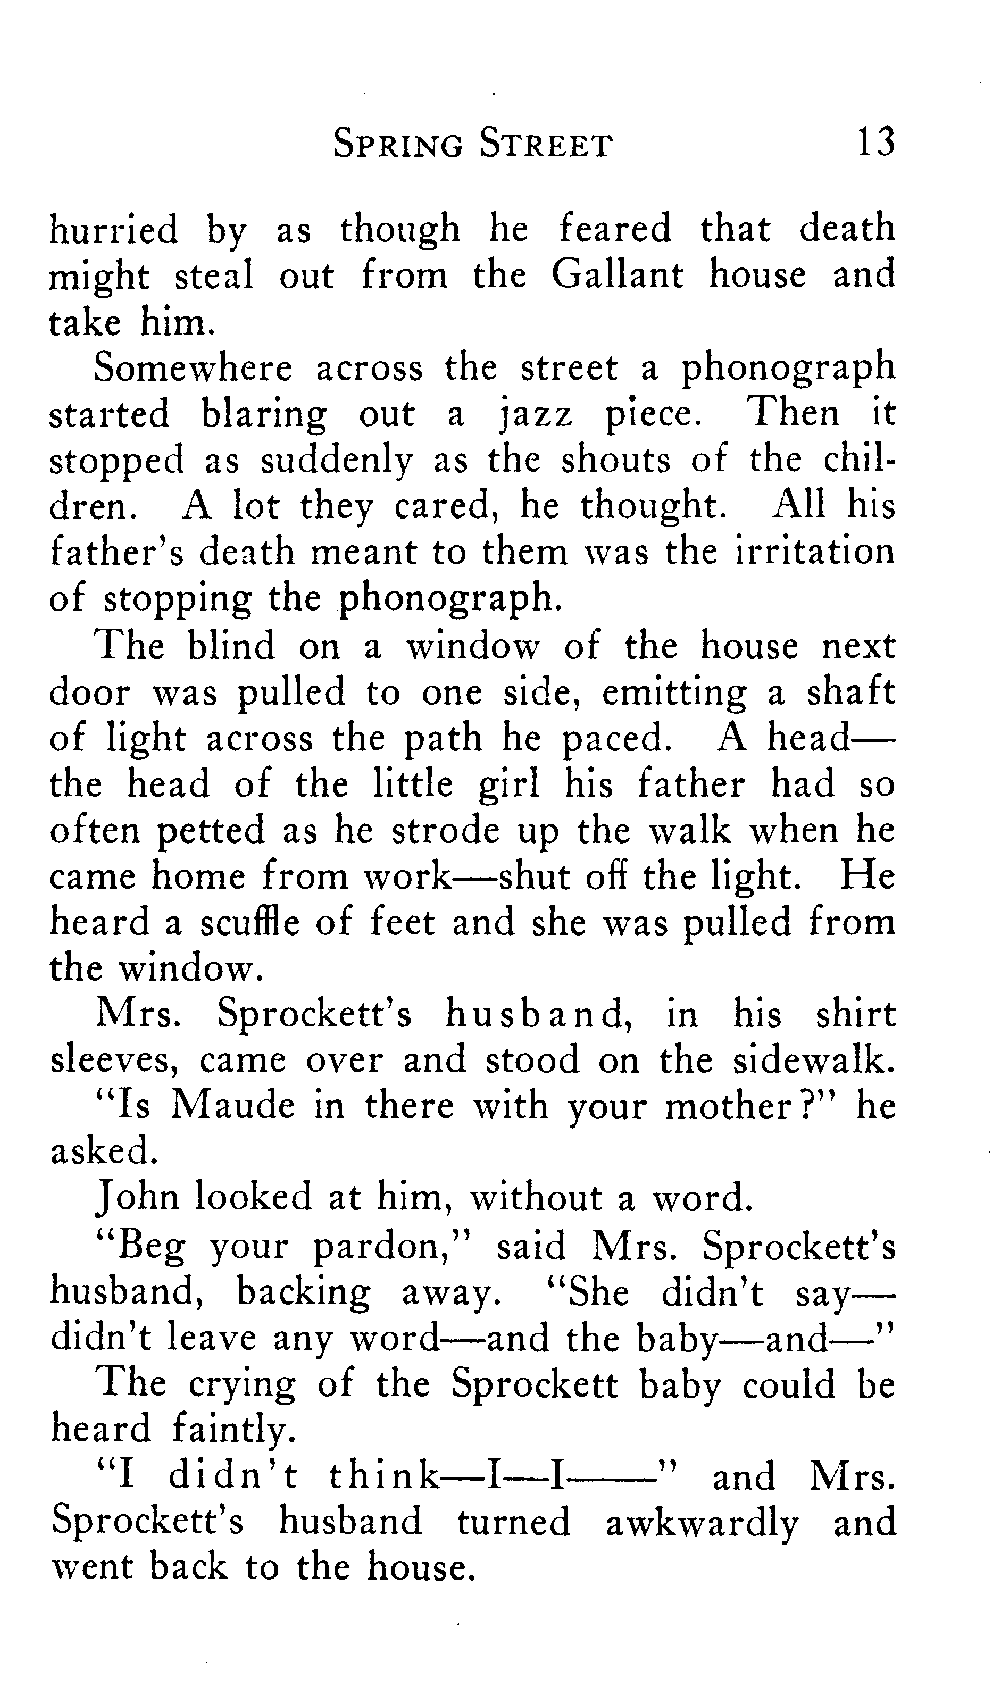 SPRING STREET 13
hurried by as though he feared that death
might steal out from the Gallant house and
take him.
Somewhere across the street a phonograph
started blaring out a jazz piece. Then it
stopped as suddenly as the shouts of the chil-
dren. A lot they cared, he thought. All his
father's death meant to them was the irritation
of stopping the phonograph.
The blind on a window of the house next
door was pulled to one side, emitting a shaft
of light across the path he paced. A head—
the head of the little girl his father had so
often petted as he strode up the walk when he
came home from work—shut off the light. He
heard a scuffle of feet and she was pulled from
the window.
Mrs. Sprockett's husband, in his shirt
sleeves, came over and stood on the sidewalk.
"Is Maude in there with your mother?" he
asked.
John looked at him, without a word.
"Beg your pardon," said Mrs. Sprockett's
husband, backing away. "She didn't say—
didn't leave any word—and the baby—and—"
The crying of the Sprockett baby could be
heard faintly.
"I didn't think—I—I——" and Mrs.
Sprockett's husband turned awkwardly and
went back to the house.